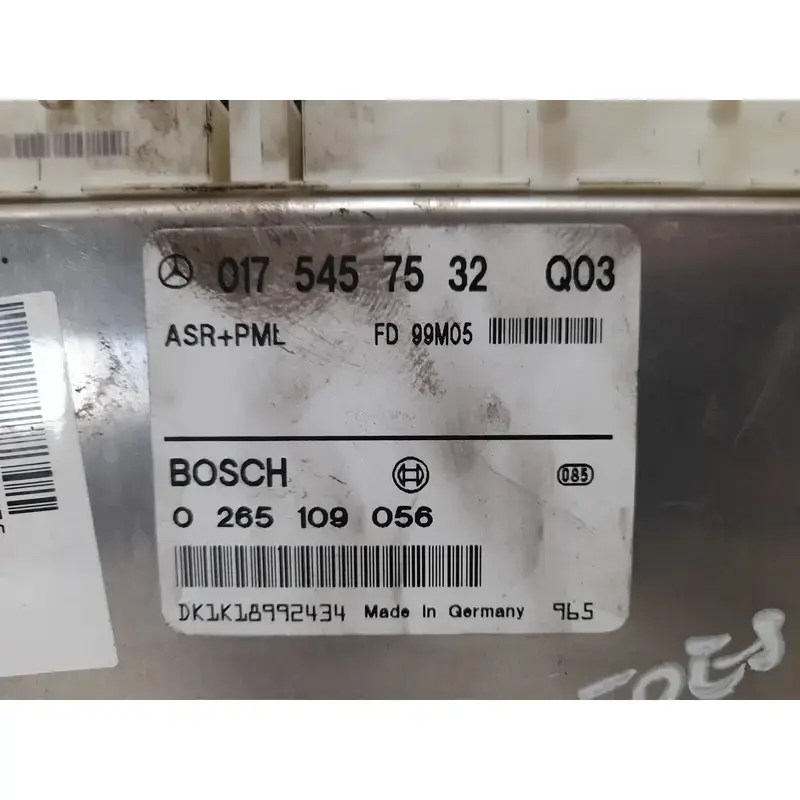 017 545 75 32 Q03
ASR+PML FD 99M05
BOSCH 085
0 265 109 056
DK1K18992434 Made In Germany 965